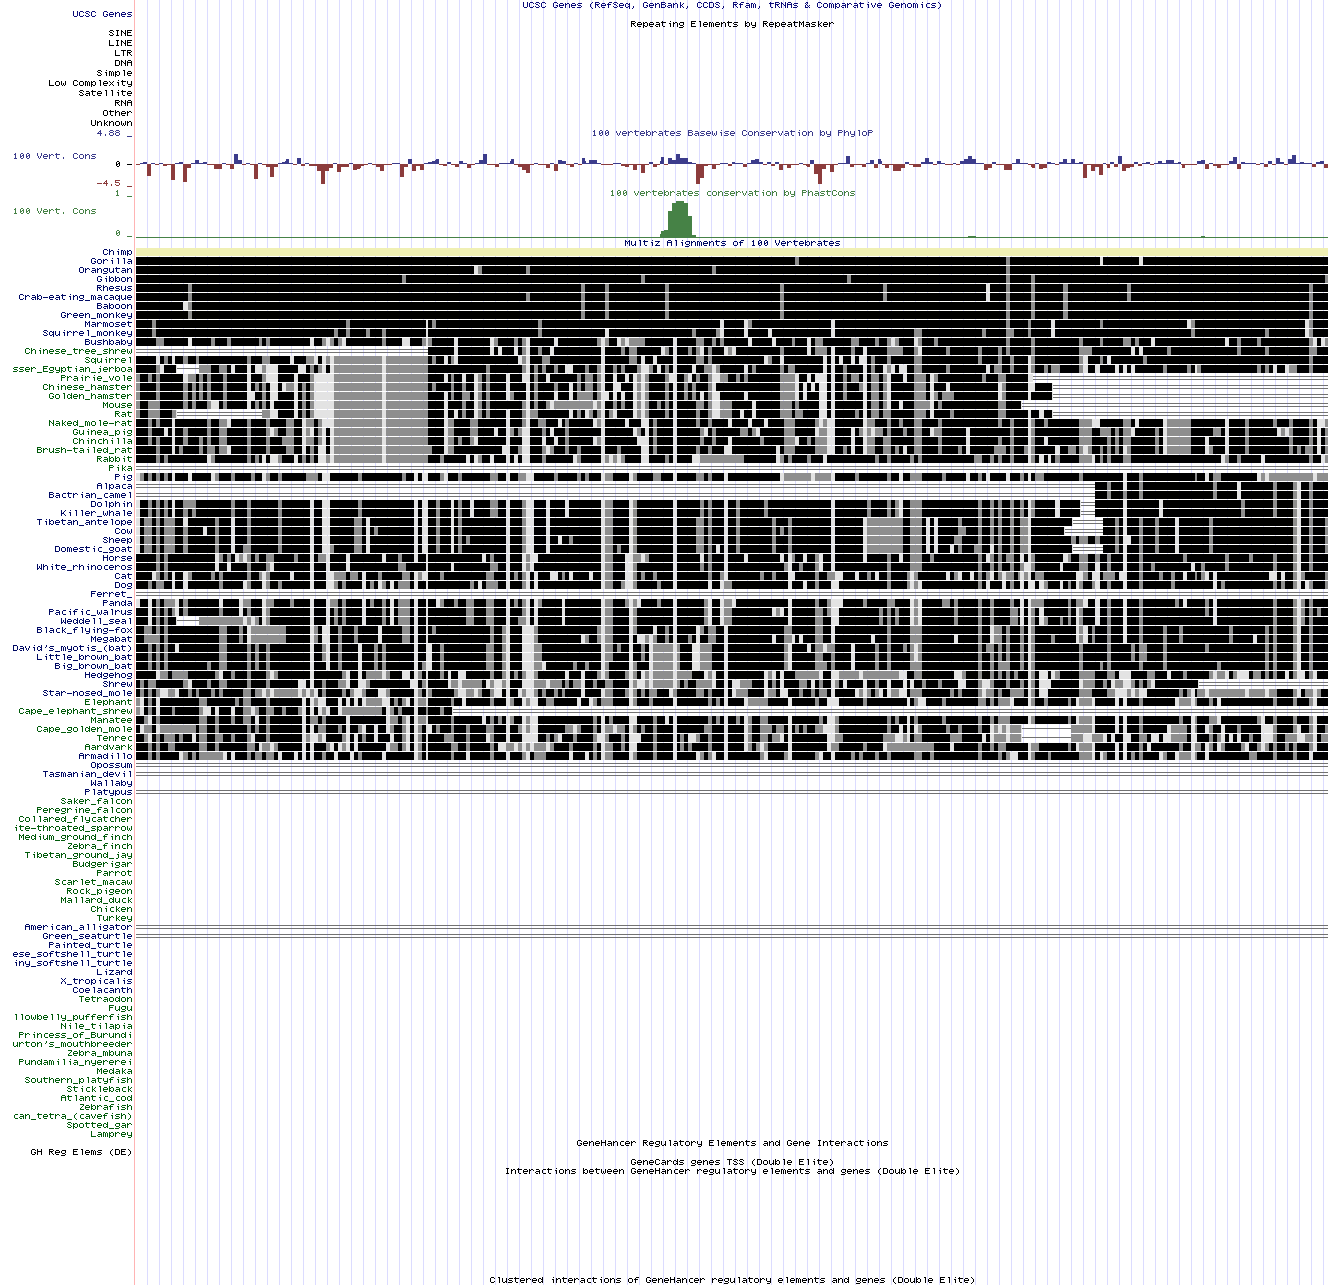 UCSC Genes (RefSeq, GenBank, CCDS, Rfam, tRNAs & Comparative Genomics)
UCSC Genes
Repeating Elements by RepeatMasker
SINE
LINE
LTR
DNA
Simple
Low Complexity
Satellite
RNA
Other
Unknown
4.88 _
100 vertebrates Basewise Conservation by PhyloP
100 Vert. Cons
0 _
-4.5 _
1 _
100 vertebrates conservation by PhastCons
100 Vert. Cons
0 _
Multiz Alignments of 100 Vertebrates
Chimp
Gorilla
Orangutan
Gibbon
Rhesus
Crab-eating_macaque
Baboon
Green_monkey
Marmoset
Squirrel_monkey
Bushbaby
Chinese_tree_shrew
Squirrel
sser_Egyptian_jerboa
Prairie_vole
Chinese_hamster
Golden_hamster
Mouse
Rat
Naked_mole-rat
Guinea_pig
Chinchilla
Brush-tailed_rat
Rabbit
Pika
Pig
Alpaca
Bactrian_camel
Dolphin
Killer_whale
Tibetan_antelope
Cow
Sheep
Domestic_goat
Horse
White_rhinoceros
Cat
Dog
Ferret_
Panda
Pacific_walrus
Weddell_seal
Black_flying-fox
Megabat
David's_myotis_(bat)
Little_brown_bat
Big_brown_bat
Hedgehog
Shrew
Star-nosed_mole
Elephant
Cape_elephant_shrew
Manatee
Cape_golden_mole
Tenrec
Aardvark
Armadillo
Opossum
Tasmanian_devil
Wallaby
Platypus
Saker_falcon
Peregrine_falcon
Collared_flycatcher
ite-throated_sparrow
Medium_ground_finch
Zebra_finch
Tibetan_ground_jay
Budgerigar
Parrot
Scarlet_macaw
Rock_pigeon
Mallard_duck
Chicken
Turkey
American_alligator
Green_seaturtle
Painted_turtle
ese_softshell_turtle
iny_softshell_turtle
Lizard
X_tropicalis
Coelacanth
Tetraodon
Fugu
llowbelly_pufferfish
Nile_tilapia
Princess_of_Burundi
urton's_mouthbreeder
Zebra_mbuna
Pundamilia_nyererei
Medaka
Southern_platyfish
Stickleback
Atlantic_cod
Zebrafish
can_tetra_(cavefish)
Spotted_gar
Lamprey
GeneHancer Regulatory Elements and Gene Interactions
GH Reg Elems (DE)
GeneCards genes TSS (Double Elite)
Interactions between GeneHancer regulatory elements and genes (Double Elite)
Clustered interactions of GeneHancer regulatory elements and genes (Double Elite)